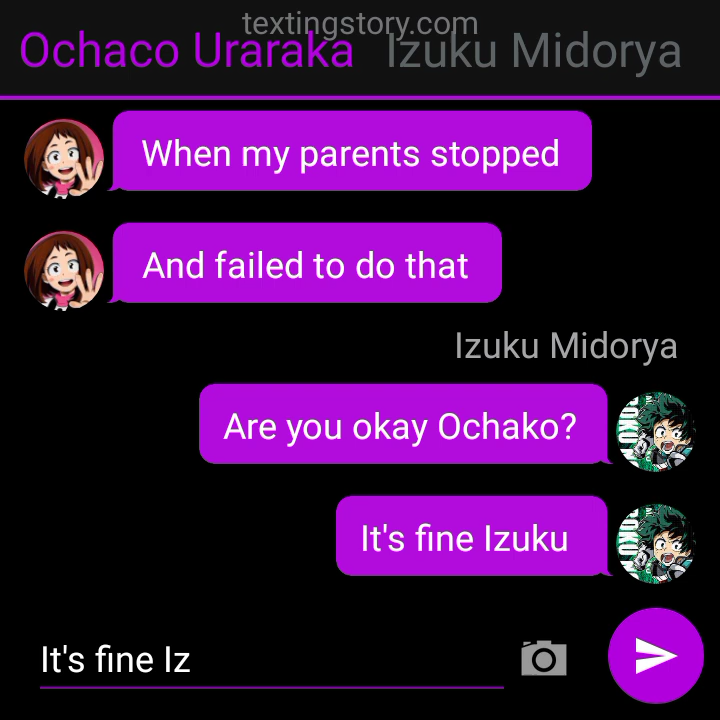 textingstory.com
Ochaco Uraraka Izuku Midorya
When my parents stopped
And failed to do that
Izuku Midorya
Are you okay Ochako?
It's fine Izuku
It's fine Iz